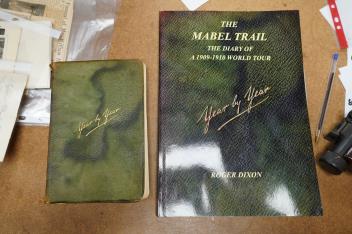 Year by Year
THE
MABEL TRAIL
THE DIARY OF
A 1909-1910 WORLD TOUR
Year by Year
ROGER DIXON